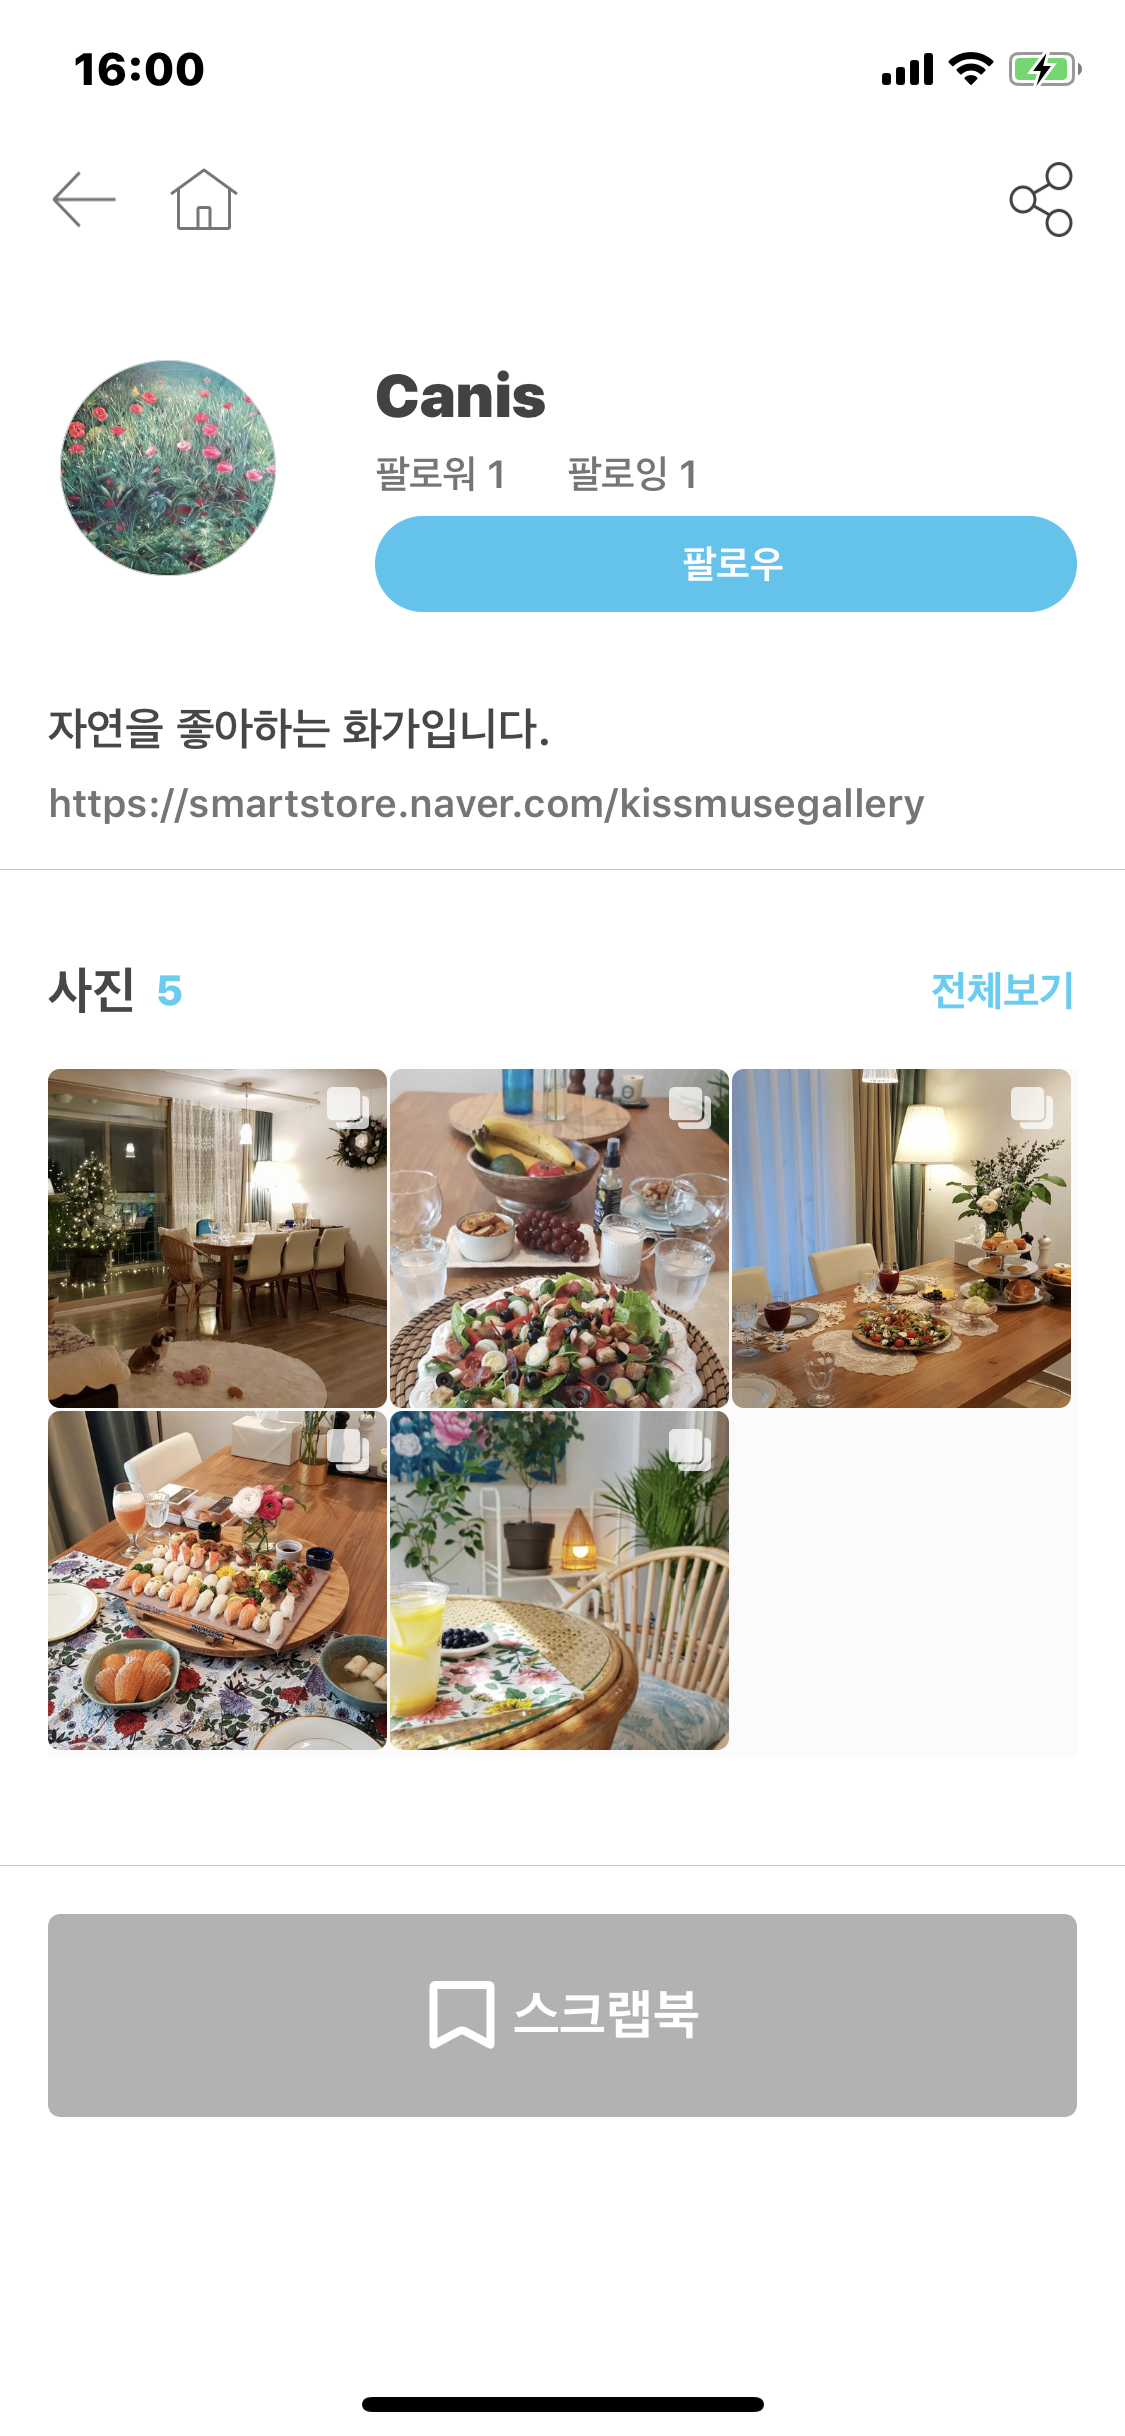 16:00
Canis
팔로워 1 팔로잉 1
팔로우
자연을 좋아하는 화가입니다.
https://smartstore.naver.com/kissmusegallery
사진 5 전체보기
스크랩북